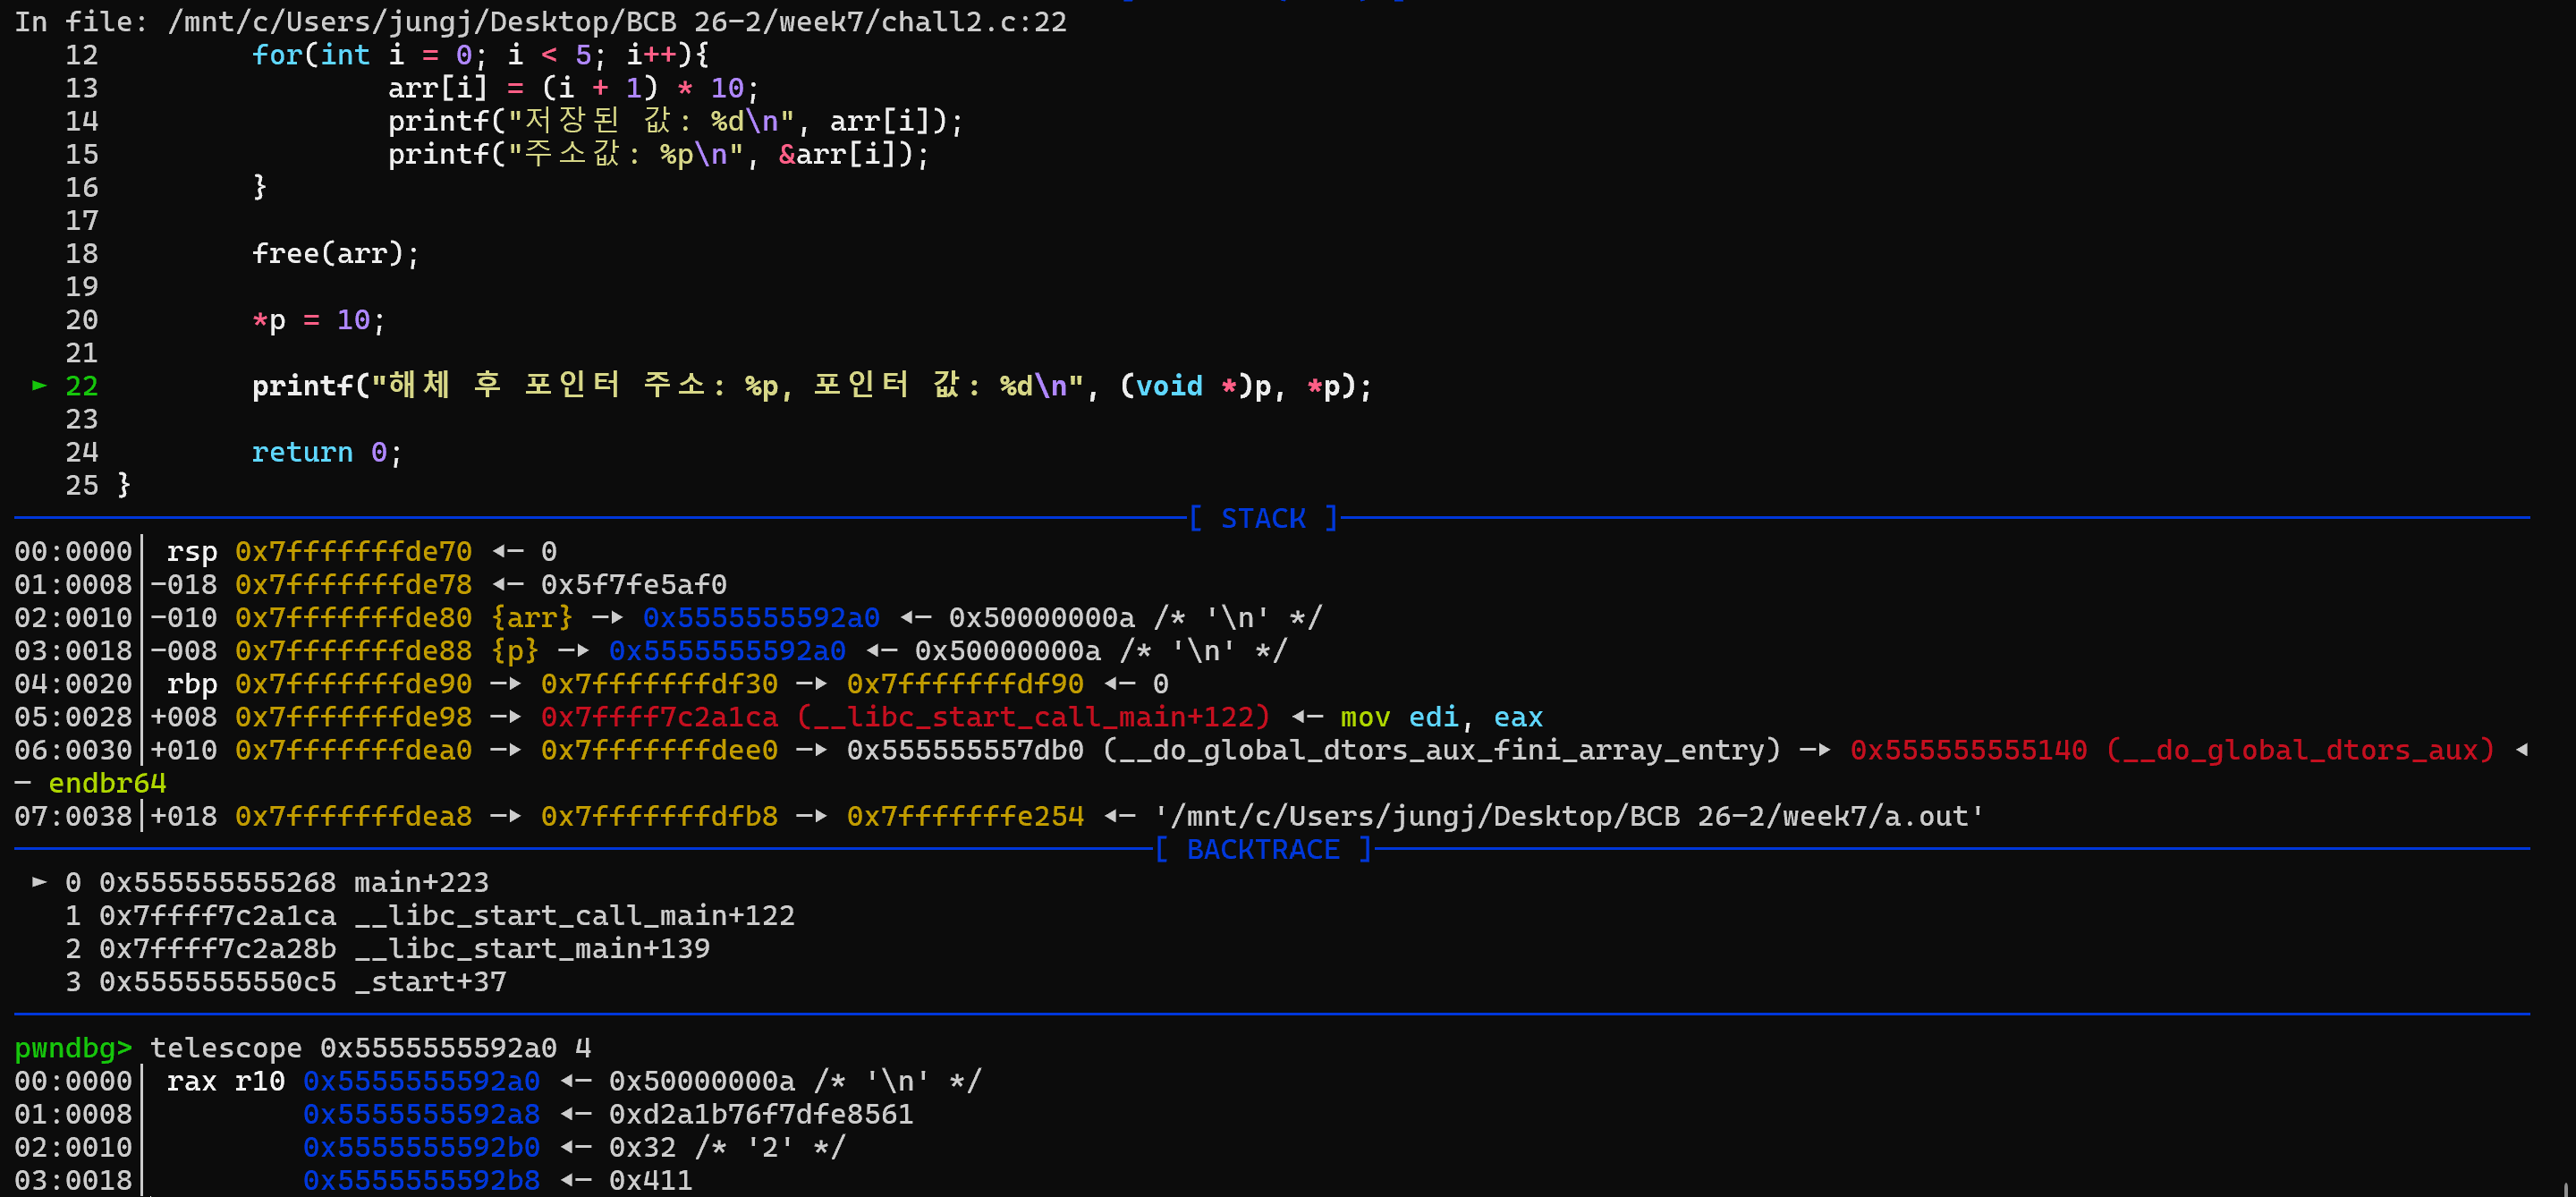 In file: /mnt/c/Users/jungj/Desktop/BCB 26-2/week7/chall2.c:22
   12         for(int i = 0; i < 5; i++){
   13                 arr[i] = (i + 1) * 10;
   14                 printf("저장된 값: %d\n", arr[i]);
   15                 printf("주소값: %p\n", &arr[i]);
   16         }
   17
   18         free(arr);
   19
   20         *p = 10;
   21
 ► 22         printf("해체 후 포인터 주소: %p, 포인터 값: %d\n", (void *)p, *p);
   23
   24         return 0;
   25 }
[ STACK ]
00:0000│ rsp 0x7fffffffde70 ◂— 0
01:0008│-018 0x7fffffffde78 ◂— 0x5f7fe5af0
02:0010│-010 0x7fffffffde80 {arr} —▸ 0x5555555592a0 ◂— 0x50000000a /* '\n' */
03:0018│-008 0x7fffffffde88 {p} —▸ 0x5555555592a0 ◂— 0x50000000a /* '\n' */
04:0020│ rbp 0x7fffffffde90 —▸ 0x7fffffffdf30 —▸ 0x7fffffffdf90 ◂— 0
05:0028│+008 0x7fffffffde98 —▸ 0x7ffff7c2a1ca (__libc_start_call_main+122) ◂— mov edi, eax
06:0030│+010 0x7fffffffdea0 —▸ 0x7fffffffdee0 —▸ 0x555555557db0 (__do_global_dtors_aux_fini_array_entry) —▸ 0x555555555140 (__do_global_dtors_aux) ◂
— endbr64
07:0038│+018 0x7fffffffdea8 —▸ 0x7fffffffdfb8 —▸ 0x7fffffffe254 ◂— '/mnt/c/Users/jungj/Desktop/BCB 26-2/week7/a.out'
[ BACKTRACE ]
 ► 0 0x555555555268 main+223
   1 0x7ffff7c2a1ca __libc_start_call_main+122
   2 0x7ffff7c2a28b __libc_start_main+139
   3 0x5555555550c5 _start+37
pwndbg> telescope 0x5555555592a0 4
00:0000│ rax r10 0x5555555592a0 ◂— 0x50000000a /* '\n' */
01:0008│         0x5555555592a8 ◂— 0xd2a1b76f7dfe8561
02:0010│         0x5555555592b0 ◂— 0x32 /* '2' */
03:0018│         0x5555555592b8 ◂— 0x411